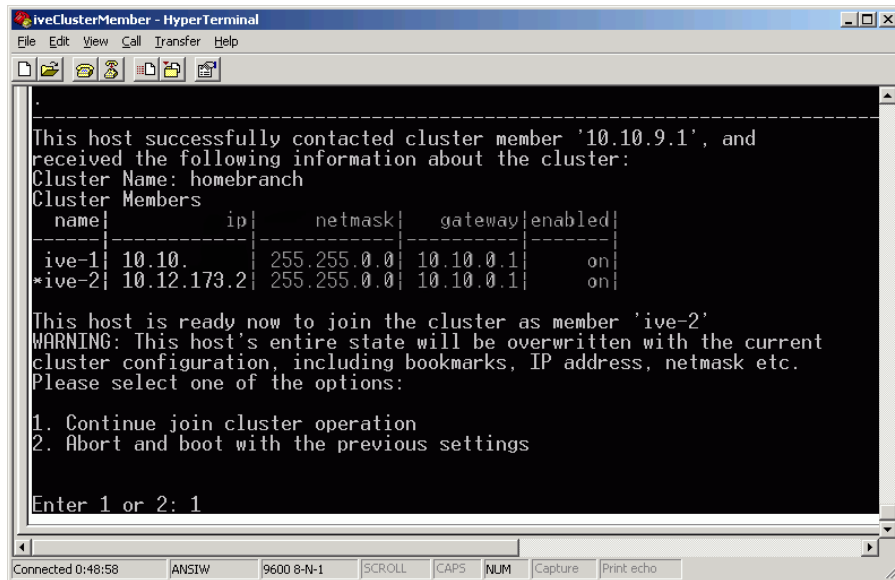 iveClusterMember - HyperTerminal
File Edit View Call Transfer Help
.
--------------------------------------------------------------------------------
This host successfully contacted cluster member '10.10.9.1', and
received the following information about the cluster:
Cluster Name: homebranch
Cluster Members
name| ip| netmask| gateway|enabled|
------|------------|-------------|----------|-------|
ive-1| 10.10. | 255.255.0.0| 10.10.0.1| on|
*ive-2| 10.12.173.2| 255.255.0.0| 10.10.0.1| on|
This host is ready now to join the cluster as member 'ive-2'
WARNING: This host's entire state will be overwritten with the current
cluster configuration, including bookmarks, IP address, netmask etc.
Please select one of the options:
1. Continue join cluster operation
2. Abort and boot with the previous settings
Enter 1 or 2: 1
Connected 0:48:58 ANSIW 9600 8-N-1 SCROLL CAPS NUM Capture Print echo